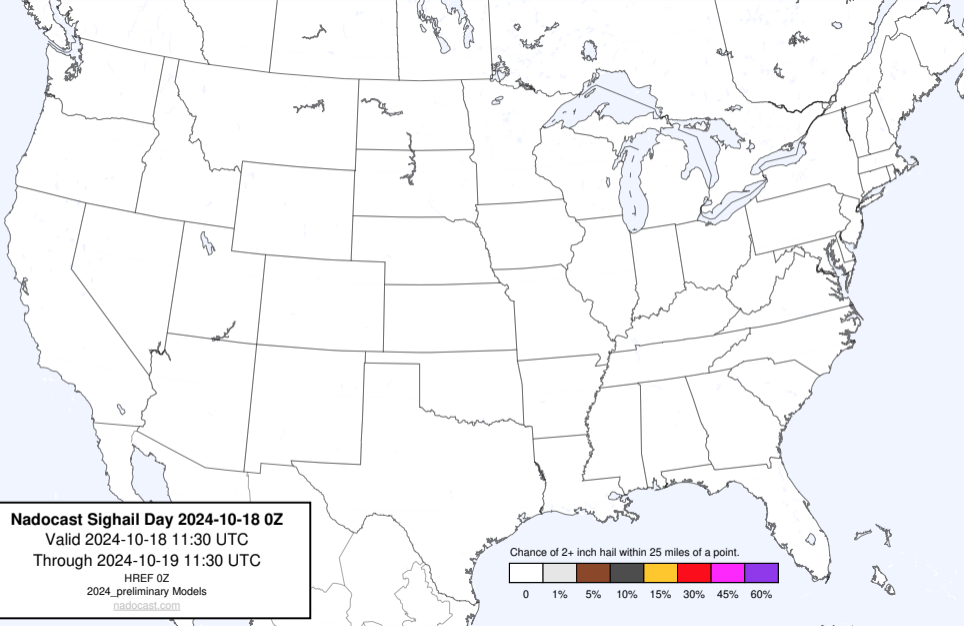 Nadocast Sighail Day 2024-10-18 0Z
Valid 2024-10-18 11:30 UTC
Through 2024-10-19 11:30 UTC
HREF 0Z
2024_preliminary Models
nadocast.com
Chance of 2+ inch hail within 25 miles of a point.
0 1% 5% 10% 15% 30% 45% 60%